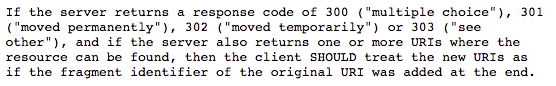 If the server returns a response code of 300 ("multiple choice"), 301
("moved permanently"), 302 ("moved temporarily") or 303 ("see
other"), and if the server also returns one or more URIs where the
resource can be found, then the client SHOULD treat the new URIs as
if the fragment identifier of the original URI was added at the end.